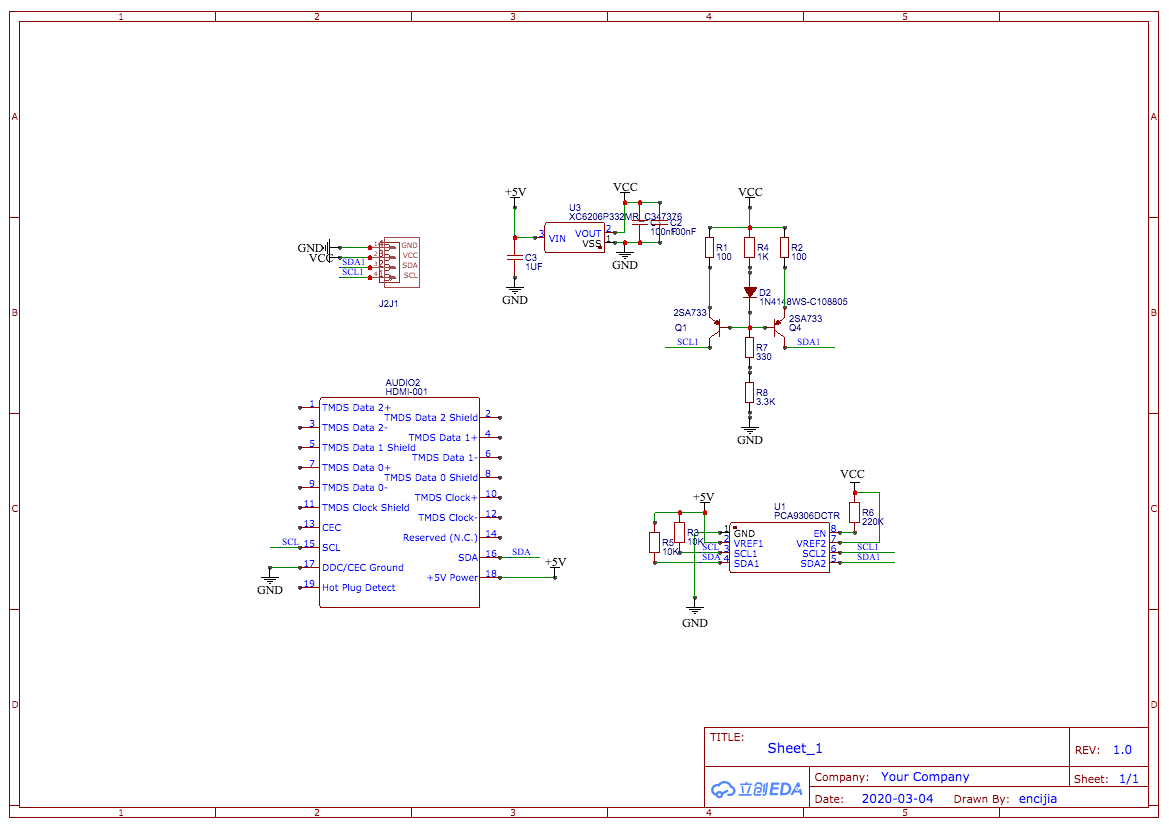 1 2 3 4 5
A A
B B
C C
D D
+5V
VCC
VCC
U3
XC6206P332MR_C347376
3 VIN
VOUT 2
VSS 1
C2
100nF
00nF
C3
1UF
GND
GND
R1
100
R4
1K
R2
100
D2
1N4148WS-C108805
2SA733
Q1
2SA733
Q4
SCL1
SDA1
R7
330
R8
3.3K
GND
GND
VCC
SDA1
SCL1
GND
VCC
SDA
SCL
J2J1
AUDIO2
HDMI-001
1 TMDS Data 2+
TMDS Data 2 Shield 2
3 TMDS Data 2-
TMDS Data 1+ 4
5 TMDS Data 1 Shield
TMDS Data 1- 6
7 TMDS Data 0+
TMDS Data 0 Shield 8
9 TMDS Data 0-
TMDS Clock+ 10
11 TMDS Clock Shield
TMDS Clock- 12
13 CEC
Reserved (N.C.) 14
SCL 15 SCL
SDA 16 SDA
17 DDC/CEC Ground
+5V Power 18
+5V
19 Hot Plug Detect
GND
VCC
+5V
U1
PCA9306DCTR
R6
220K
R3
10K
R5
10K
1 GND
EN 8
2 VREF1
VREF2 7
SCL 3 SCL1
SCL2 6 SCL1
SDA 4 SDA1
SDA2 5 SDA1
GND
TITLE:
Sheet_1
REV: 1.0
立创EDA
Company: Your Company
Sheet: 1/1
Date: 2020-03-04 Drawn By: encijia
1 2 3 4 5